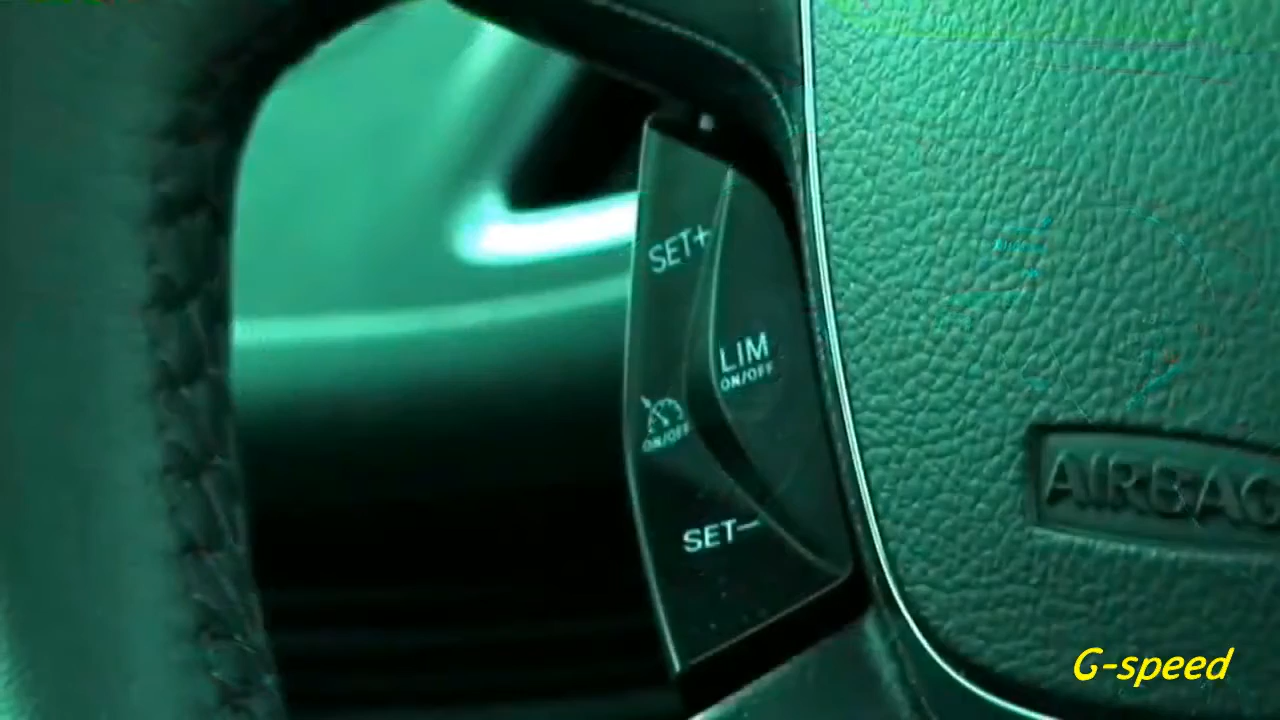 SET+
LIM
ON/OFF
ON/OFF
SET–
AIRBAG
G-speed